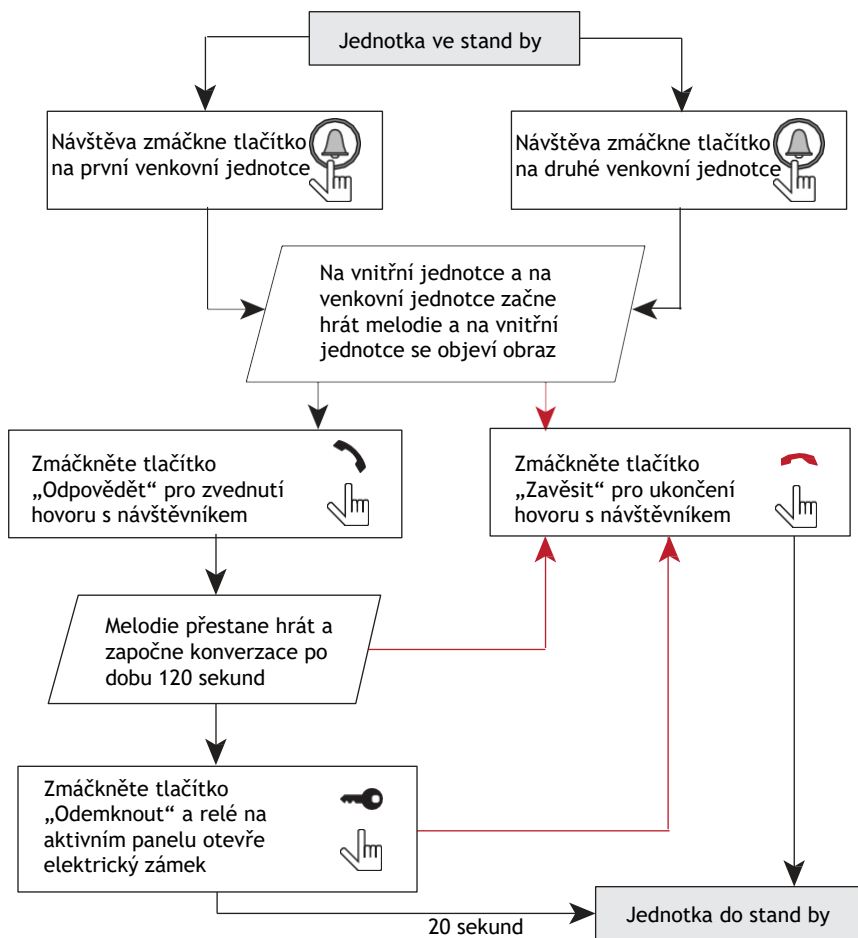 Jednotka ve stand by
Návštěva zmáčkne tlačítko
na první venkovní jednotce
Návštěva zmáčkne tlačítko
na druhé venkovní jednotce
Na vnitřní jednotce a na
venkovní jednotce začne
hrát melodie a na vnitřní
jednotce se objeví obraz
Zmáčkněte tlačítko
„Odpovědět“ pro zvednutí
hovoru s návštěvníkem
Zmáčkněte tlačítko
„Zavěsit“ pro ukončení
hovoru s návštěvníkem
Melodie přestane hrát a
započne konverzace po
dobu 120 sekund
Zmáčkněte tlačítko
„Odemknout“ a relé na
aktivním panelu otevře
elektrický zámek
20 sekund
Jednotka do stand by